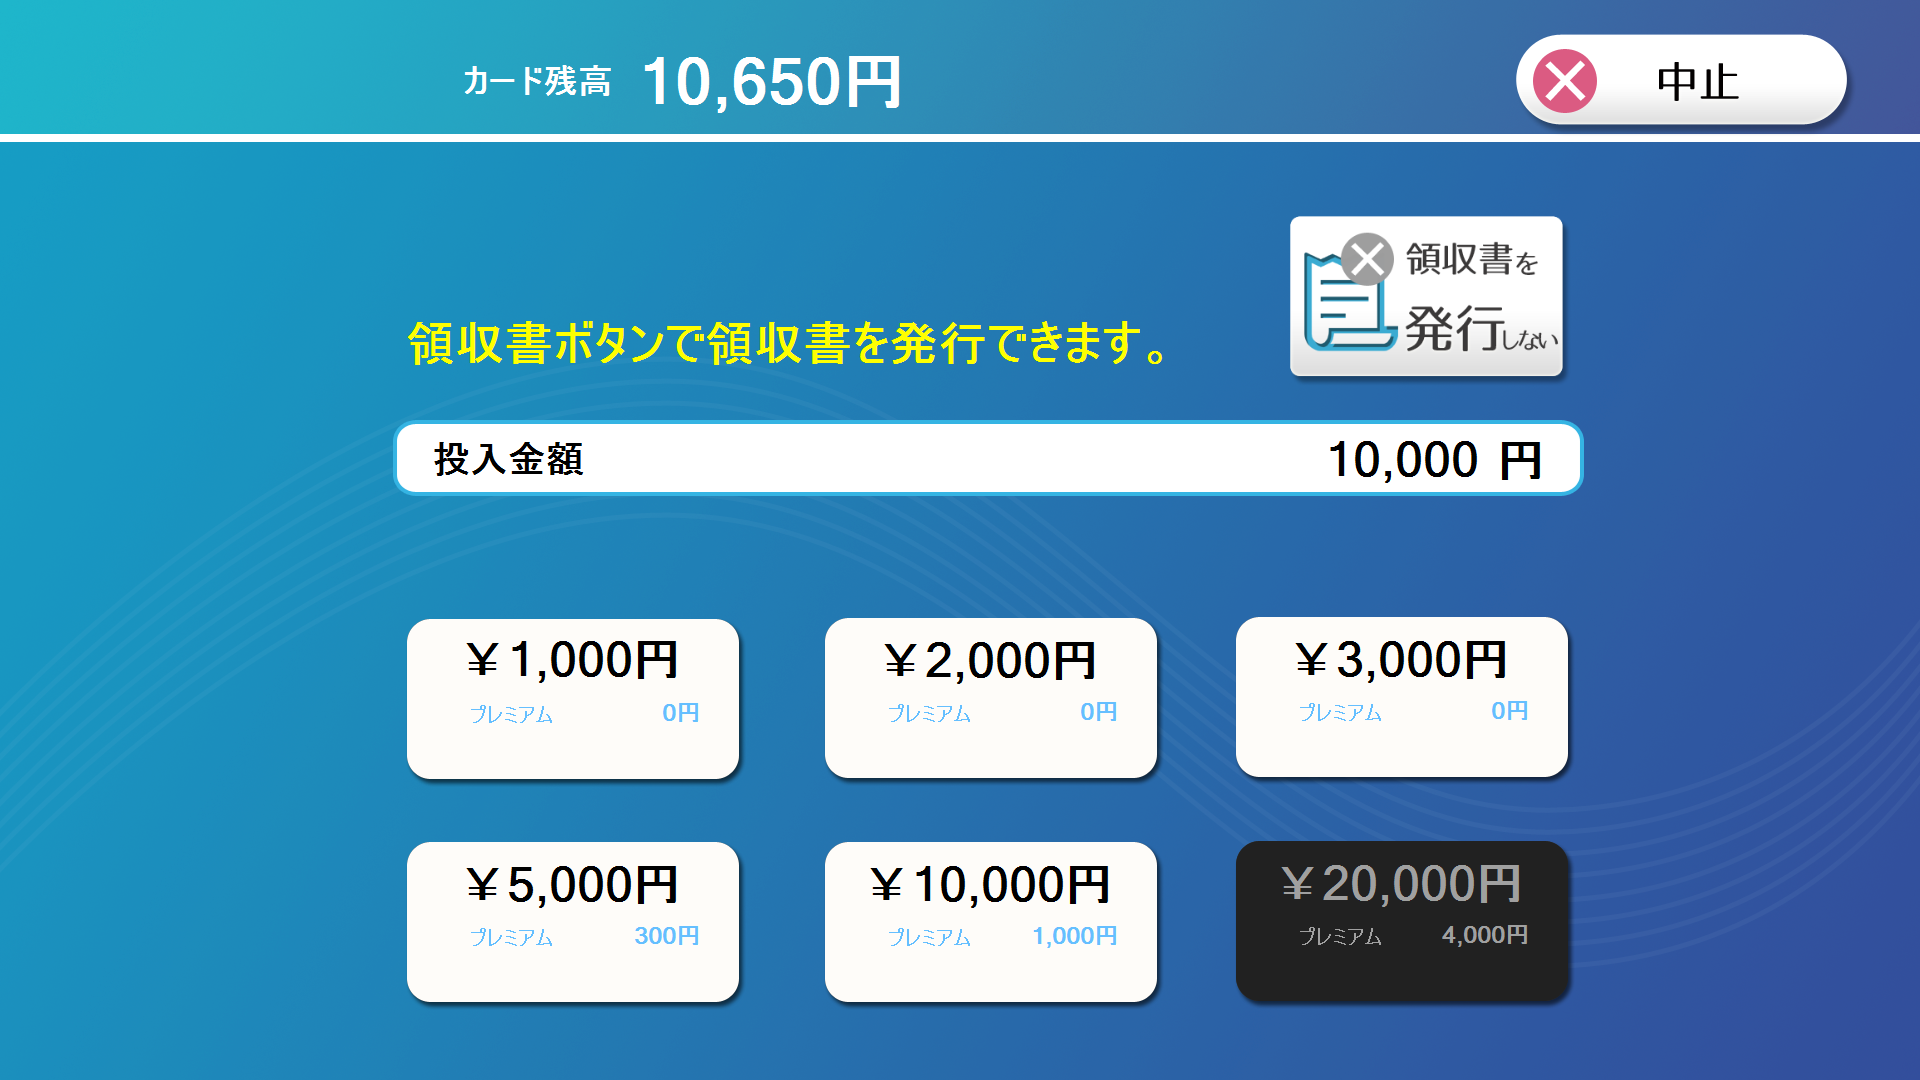 カード残高 10,650円
中止
領収書を
発行しない
領収書ボタンで領収書を発行できます。
投入金額 10,000 円
￥1,000円
プレミアム 0円
￥2,000円
プレミアム 0円
￥3,000円
プレミアム 0円
￥5,000円
プレミアム 300円
￥10,000円
プレミアム 1,000円
￥20,000円
プレミアム 4,000円